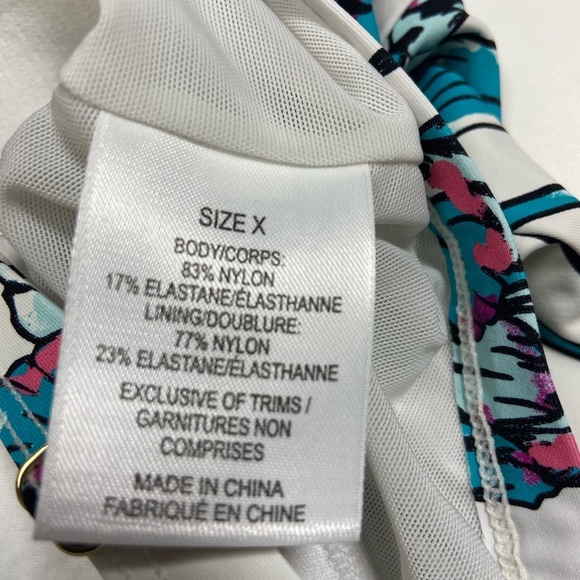 SIZE X
BODY/CORPS:
83% NYLON
17% ELASTANE/ÉLASTHANNE
LINING/DOUBLURE:
77% NYLON
23% ELASTANE/ÉLASTHANNE
EXCLUSIVE OF TRIMS /
GARNITURES NON
COMPRISES
MADE IN CHINA
FABRIQUÉ EN CHINE